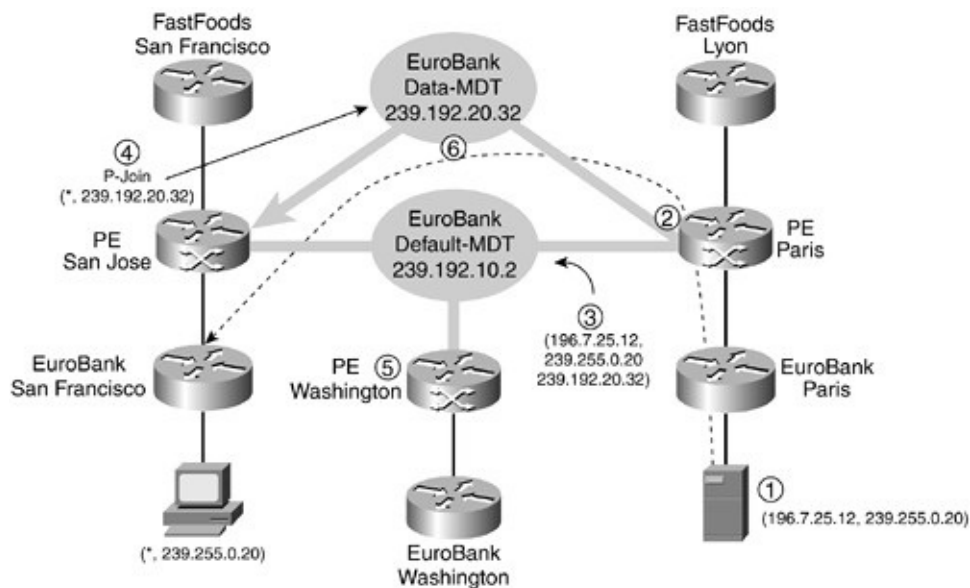 FastFoods
San Francisco
FastFoods
Lyon
EuroBank
Data-MDT
239.192.20.32
④
P-Join
(*, 239.192.20.32)
⑥
PE
San Jose
EuroBank
Default-MDT
239.192.10.2
②
PE
Paris
③
(196.7.25.12,
239.255.0.20
239.192.20.32)
EuroBank
San Francisco
PE
Washington
⑤
EuroBank
Paris
①
(196.7.25.12, 239.255.0.20)
(*, 239.255.0.20)
EuroBank
Washington